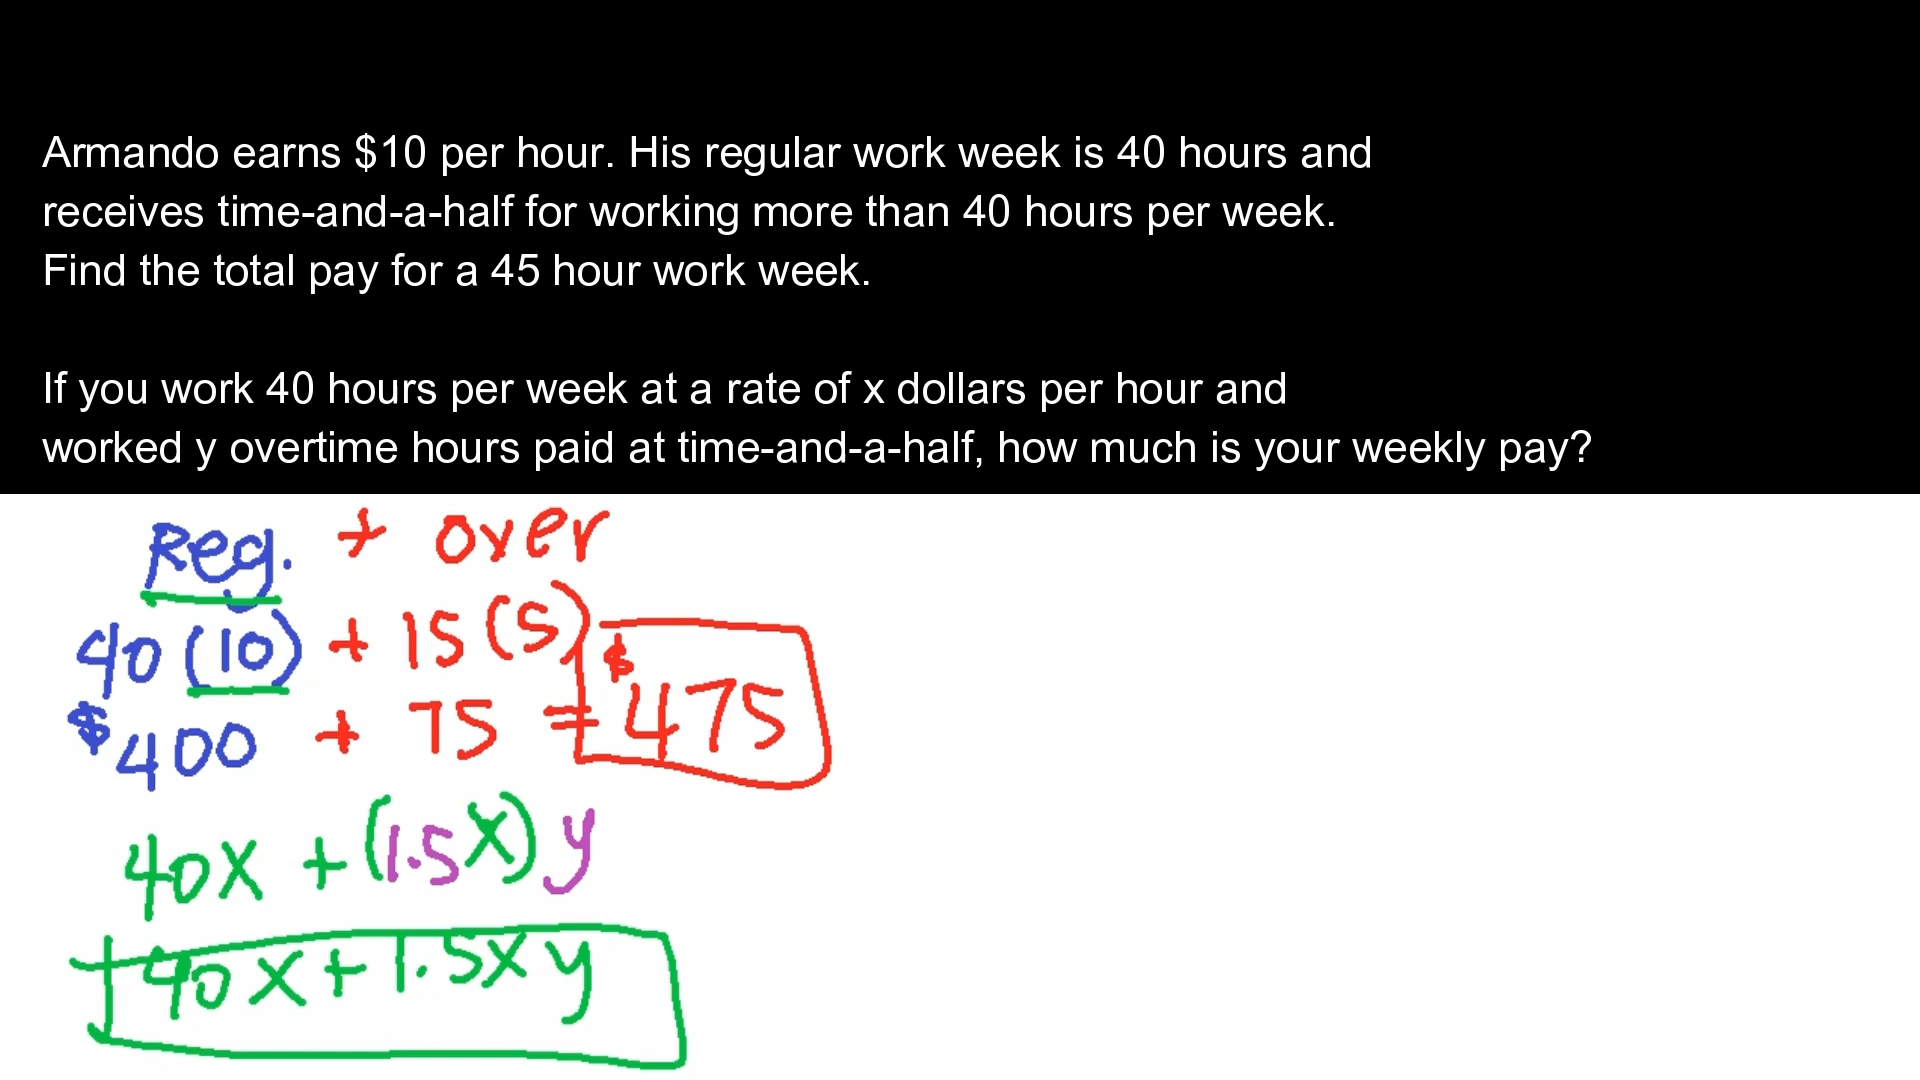 Armando earns $10 per hour. His regular work week is 40 hours and
receives time-and-a-half for working more than 40 hours per week.
Find the total pay for a 45 hour work week.
If you work 40 hours per week at a rate of x dollars per hour and
worked y overtime hours paid at time-and-a-half, how much is your weekly pay?
Reg. + over
40 (10) + 15 (5)
$400 + 75 = $475
40x + (1.5x) y
40x + 1.5xy